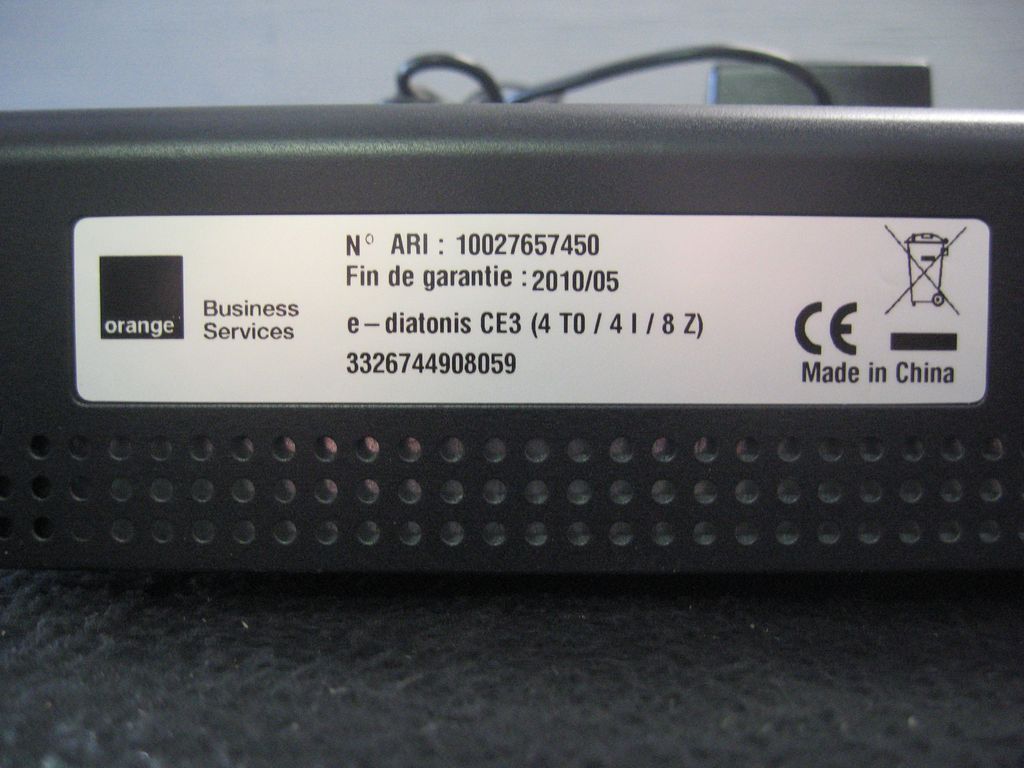 orange
Business
Services
N° ARI : 10027657450
Fin de garantie : 2010/05
e-diatonis CE3 (4 T0 / 4 I / 8 Z)
3326744908059
CE
Made in China